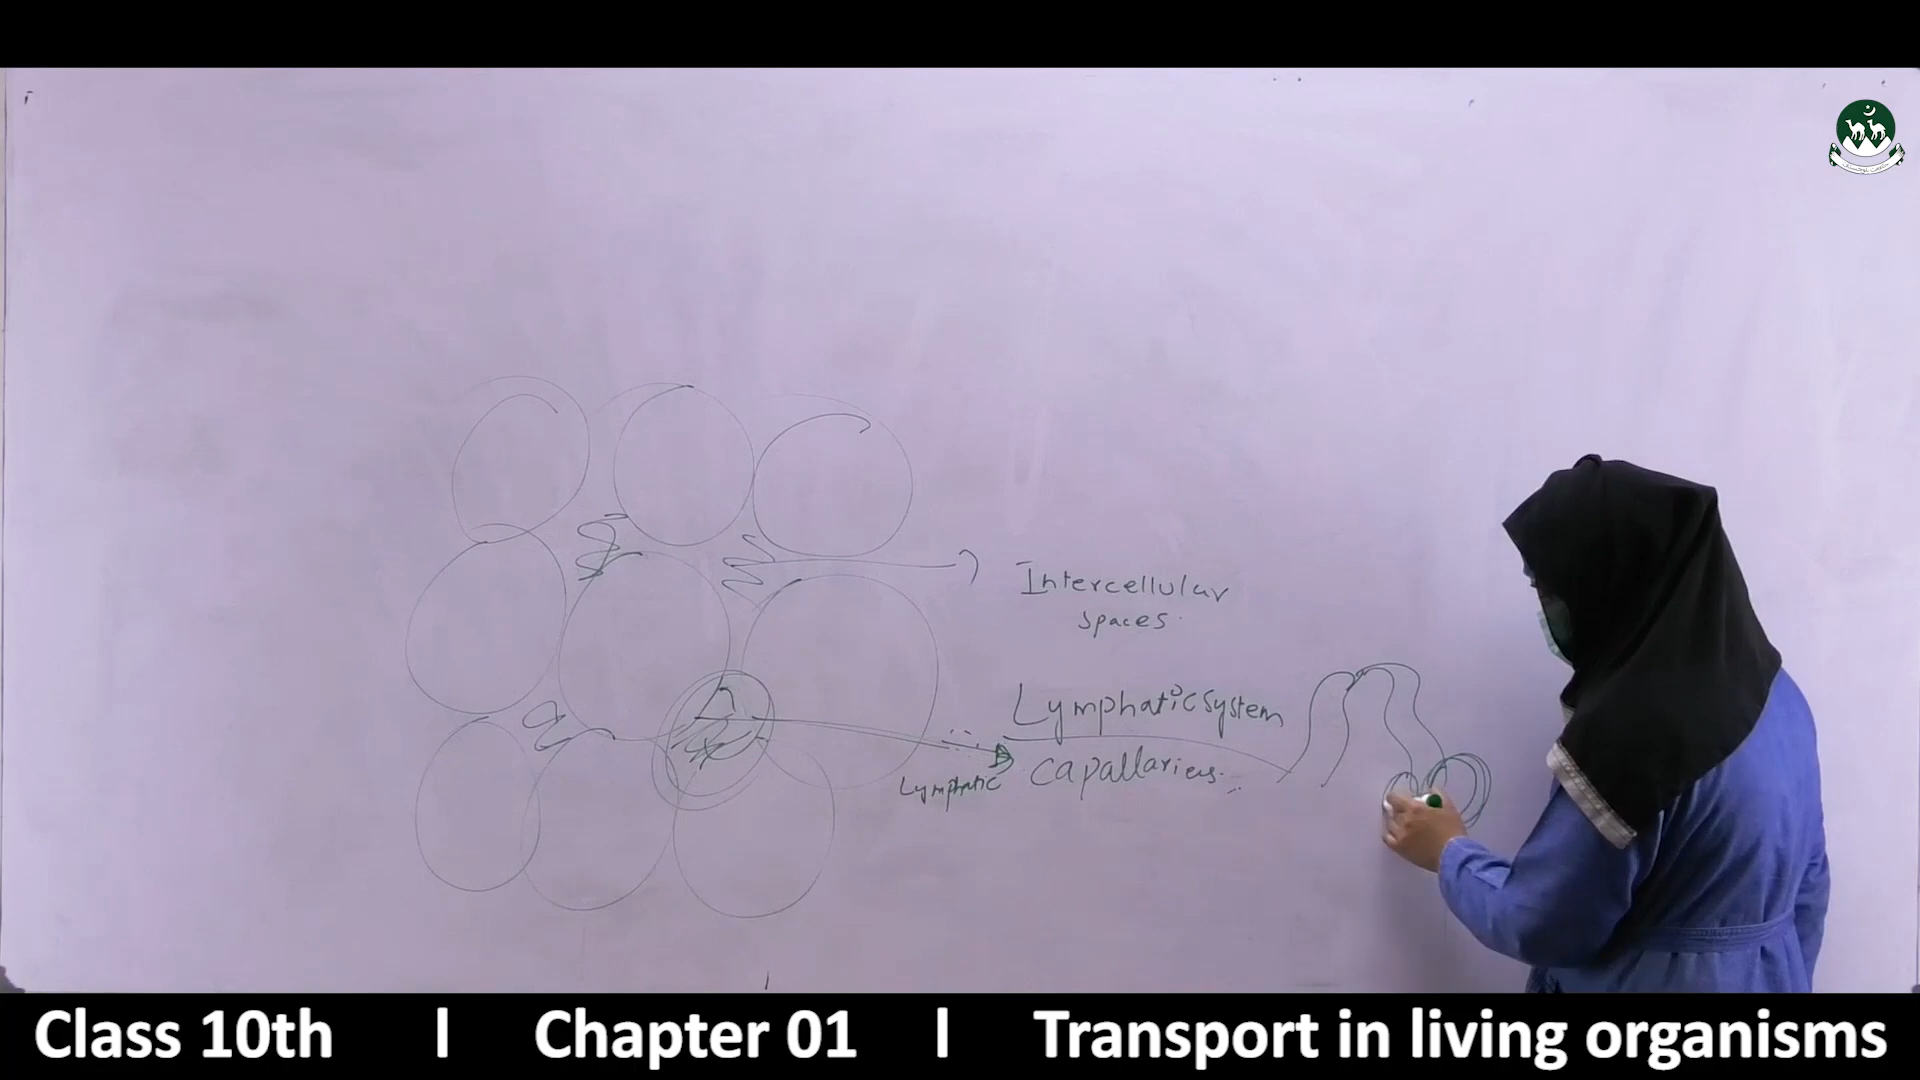 Intercellular
spaces.
Lymphatic System
Lymphatic capallaries.
Class 10th I Chapter 01 I Transport in living organisms